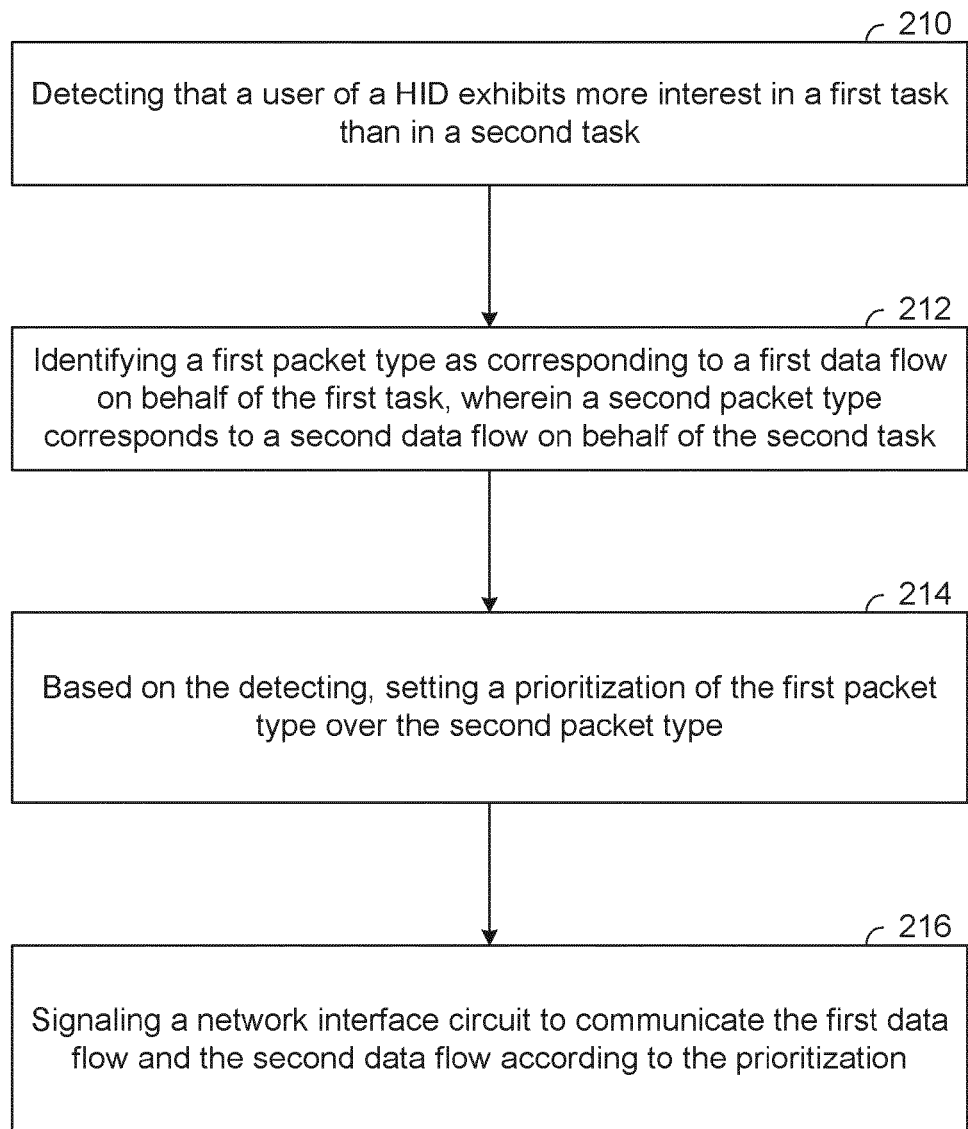 210
Detecting that a user of a HID exhibits more interest in a first task
than in a second task
212
Identifying a first packet type as corresponding to a first data flow
on behalf of the first task, wherein a second packet type
corresponds to a second data flow on behalf of the second task
214
Based on the detecting, setting a prioritization of the first packet
type over the second packet type
216
Signaling a network interface circuit to communicate the first data
flow and the second data flow according to the prioritization